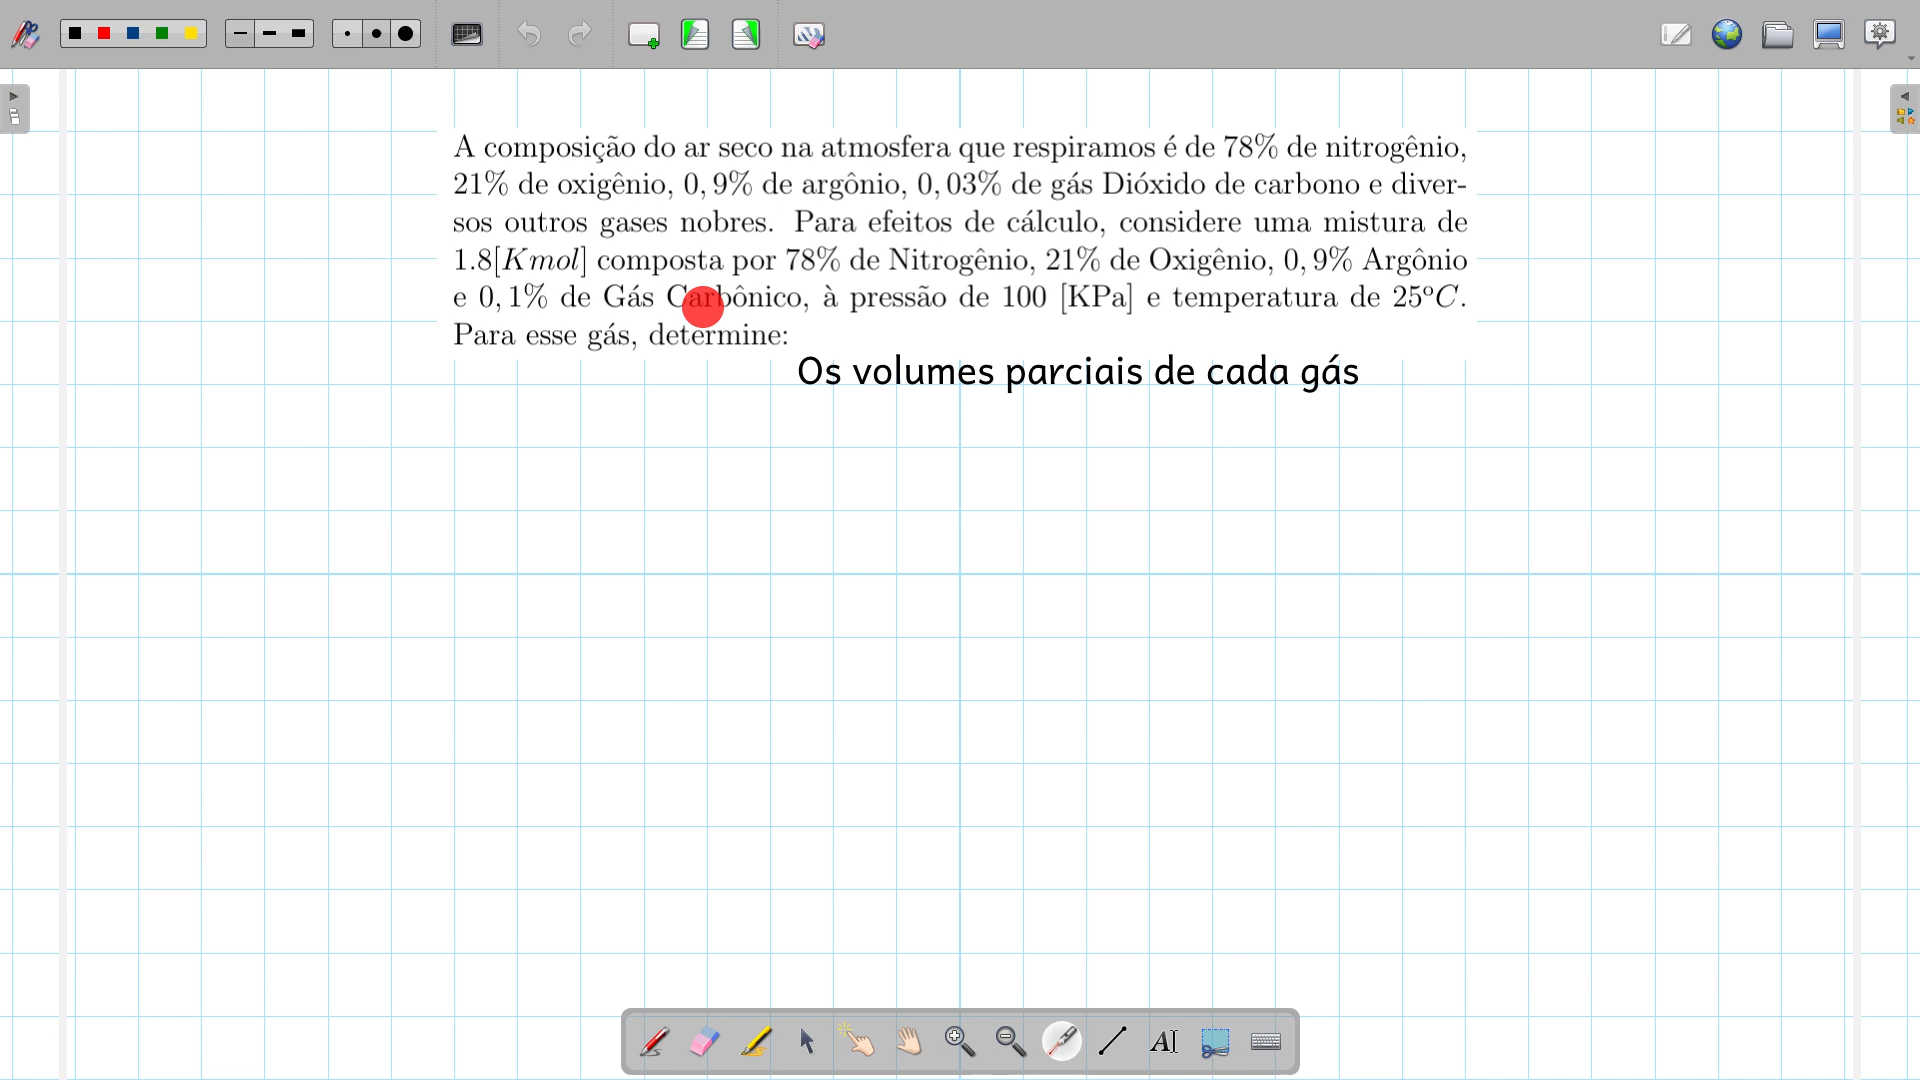 A composição do ar seco na atmosfera que respiramos é de 78% de nitrogênio,
21% de oxigênio, 0,9% de argônio, 0,03% de gás Dióxido de carbono e diver-
sos outros gases nobres. Para efeitos de cálculo, considere uma mistura de
1.8[Kmol] composta por 78% de Nitrogênio, 21% de Oxigênio, 0,9% Argônio
e 0,1% de Gás Carbônico, à pressão de 100 [KPa] e temperatura de 25ºC.
Para esse gás, determine:
Os volumes parciais de cada gás